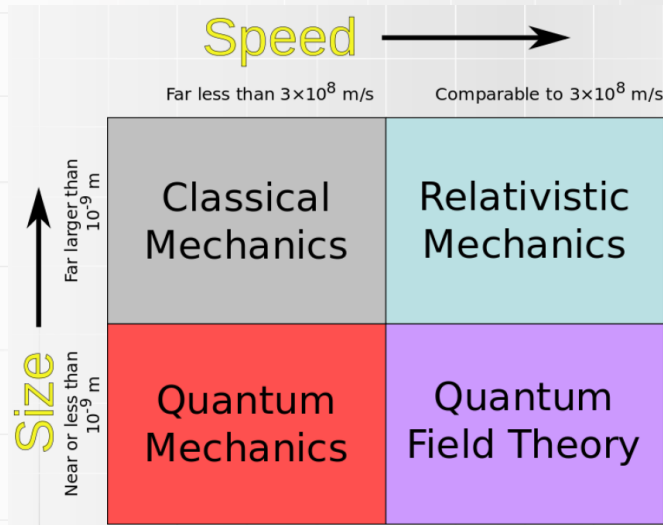 Speed
Far less than 3×10⁸ m/s
Comparable to 3×10⁸ m/s
Size
Far larger than
10⁻⁹ m
Classical
Mechanics
Relativistic
Mechanics
Near or less than
10⁻⁹ m
Quantum
Mechanics
Quantum
Field Theory